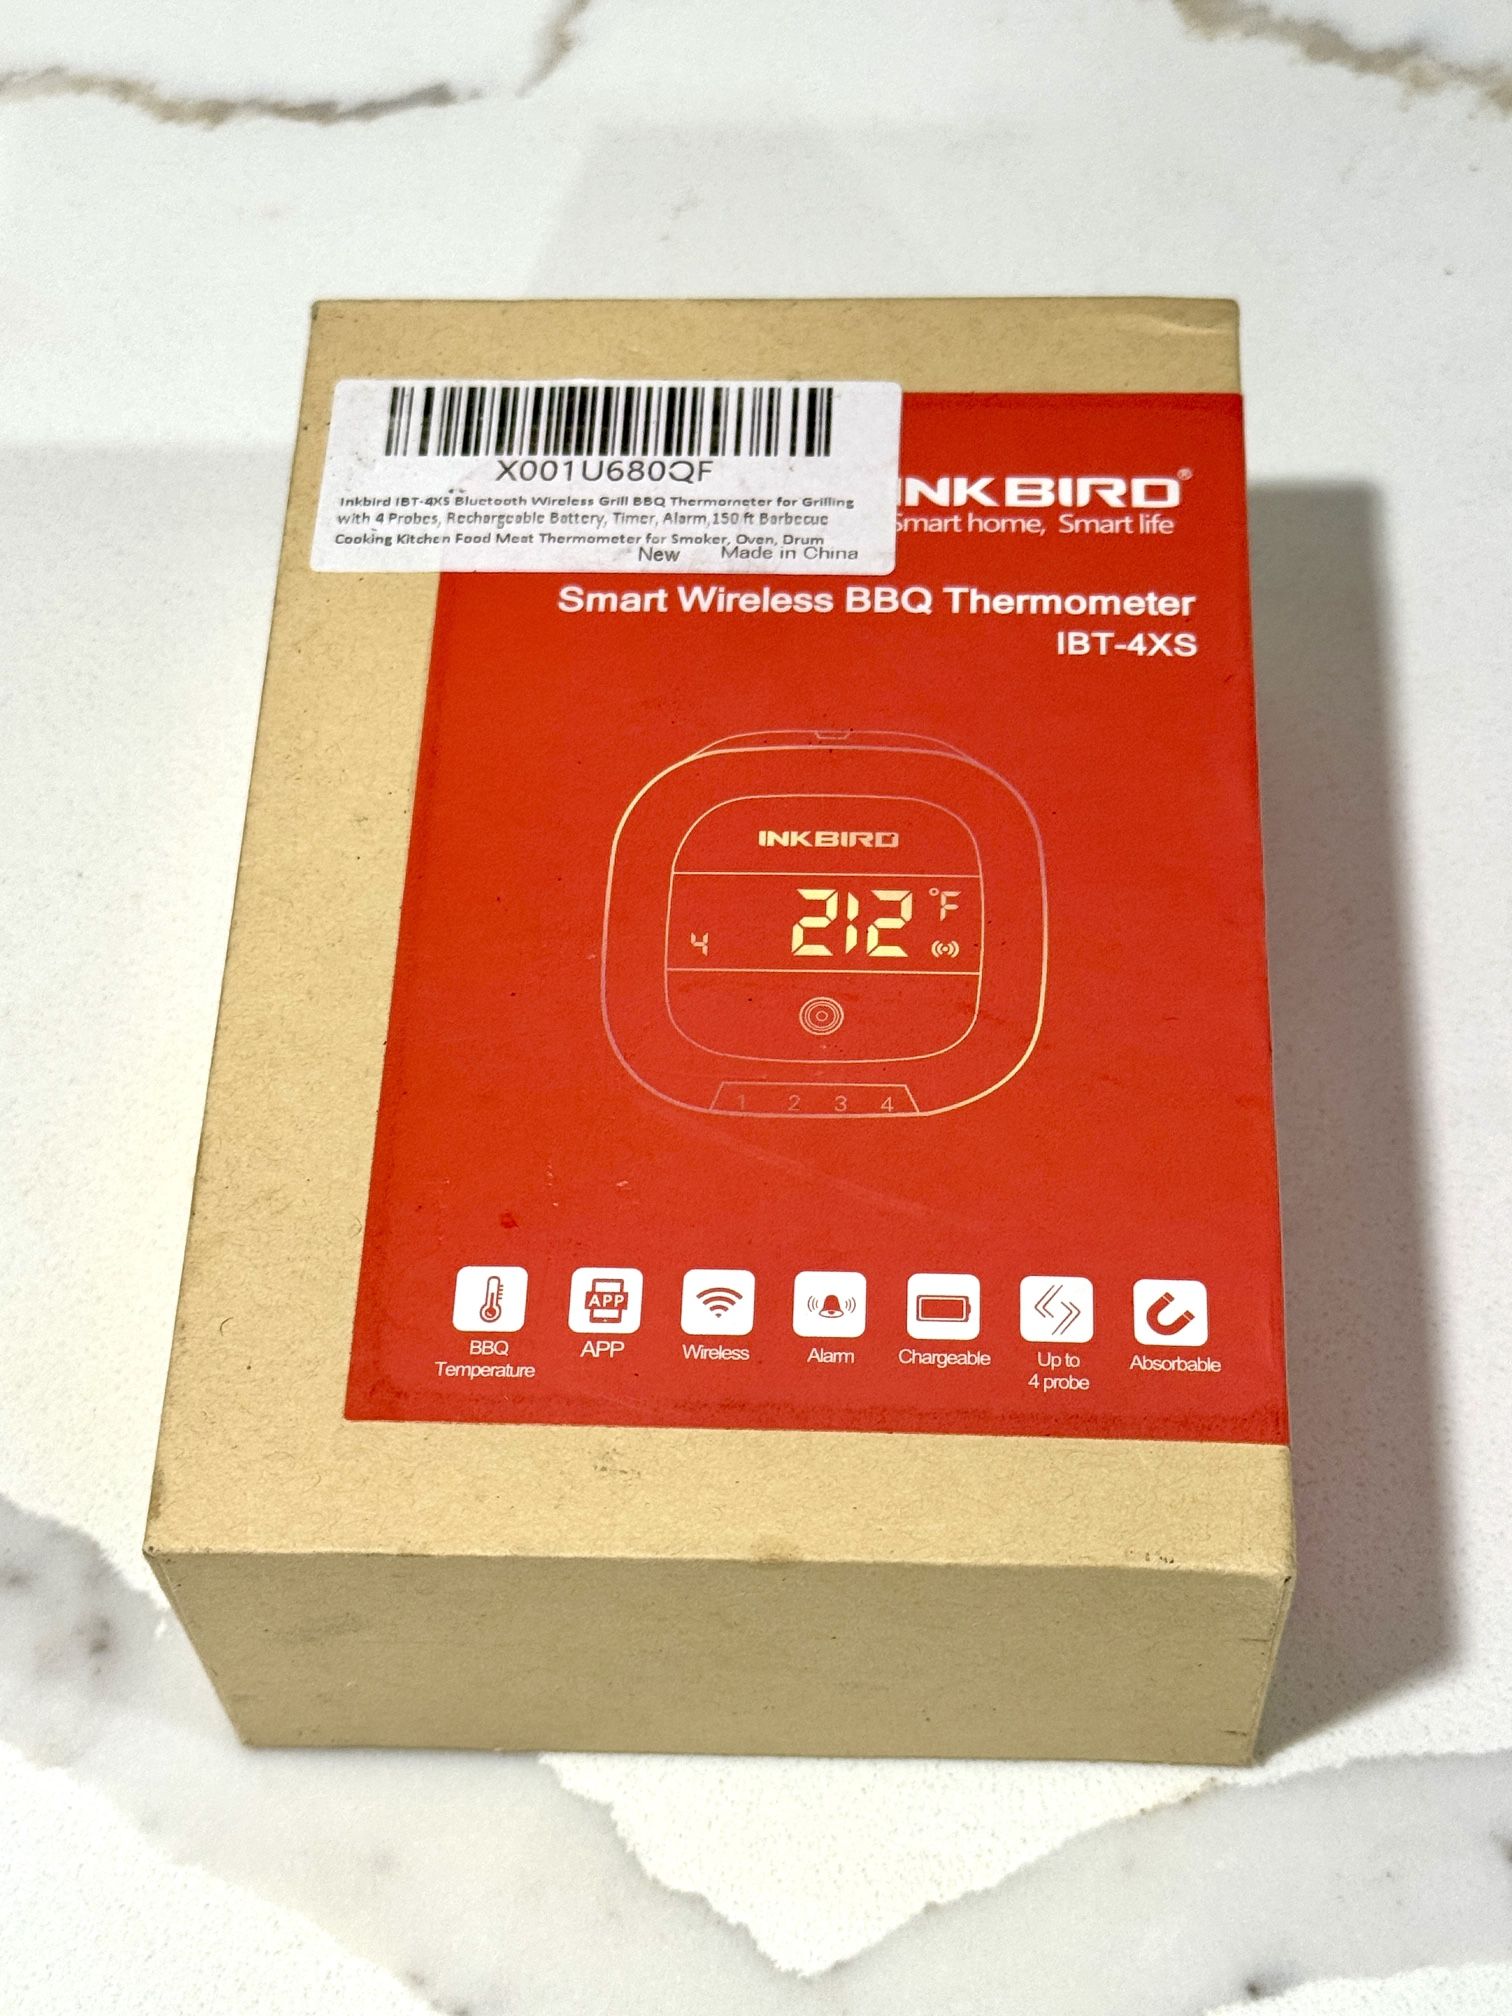 X001U680QF
Inkbird IBT-4XS Bluetooth Wireless Grill BBQ Thermometer for Grilling
with 4 Probes, Rechargeable Battery, Timer, Alarm,150 ft Barbecue
Cooking Kitchen Food Meat Thermometer for Smoker, Oven, Drum
New Made in China
INKBIRD®
Smart home, Smart life
Smart Wireless BBQ Thermometer
IBT-4XS
INKBIRD
4 212 °F
1 2 3 4
APP
BBQ
Temperature
APP
Wireless
Alarm
Chargeable
Up to
4 probe
Absorbable